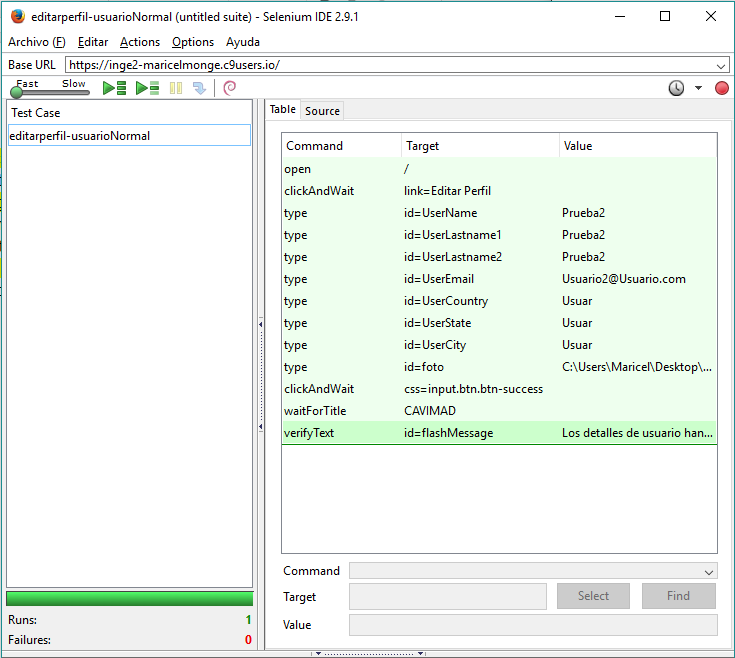 editarperfil-usuarioNormal (untitled suite) - Selenium IDE 2.9.1
Archivo (F) Editar Actions Options Ayuda
Base URL https://inge2-maricelmonge.c9users.io/
Fast Slow
Test Case
editarperfil-usuarioNormal
Table Source
Command Target Value
open /
clickAndWait link=Editar Perfil
type id=UserName Prueba2
type id=UserLastname1 Prueba2
type id=UserLastname2 Prueba2
type id=UserEmail Usuario2@Usuario.com
type id=UserCountry Usuar
type id=UserState Usuar
type id=UserCity Usuar
type id=foto C:\Users\Maricel\Desktop\...
clickAndWait css=input.btn.btn-success
waitForTitle CAVIMAD
verifyText id=flashMessage Los detalles de usuario han...
Command
Target Select Find
Value
Runs: 1
Failures: 0